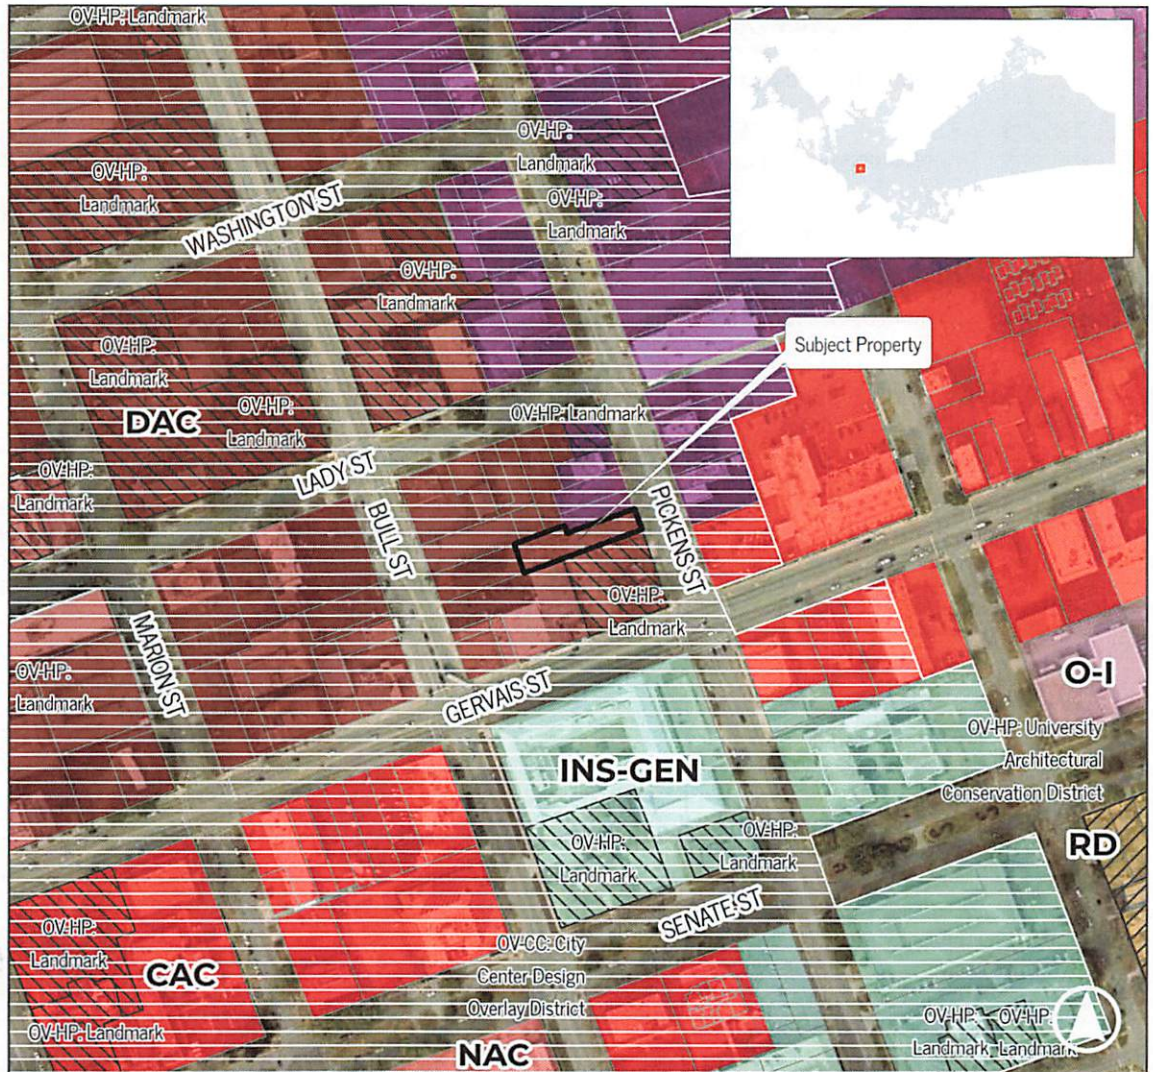 OV-HP: Landmark
OV-HP:
Landmark
OV-HP:
Landmark
OV-HP:
Landmark
WASHINGTON ST
OV-HP:
Landmark
Subject Property
OV-HP:
Landmark
DAC
OV-HP:
Landmark
OV-HP: Landmark
OV-HP:
Landmark
LADY ST
BULL ST
PICKENS ST
OV-HP:
Landmark
MARION ST
OV-HP:
Landmark
GERVAIS ST
O-I
OV-HP: University
Architectural
Conservation District
INS-GEN
OV-HP:
Landmark
OV-HP:
Landmark
RD
SENATE ST
OV-HP:
Landmark
CAC
OV-CC: City
Center Design
Overlay District
OV-HP: Landmark
NAC
OV-HP:
Landmark
OV-HP:
Landmark